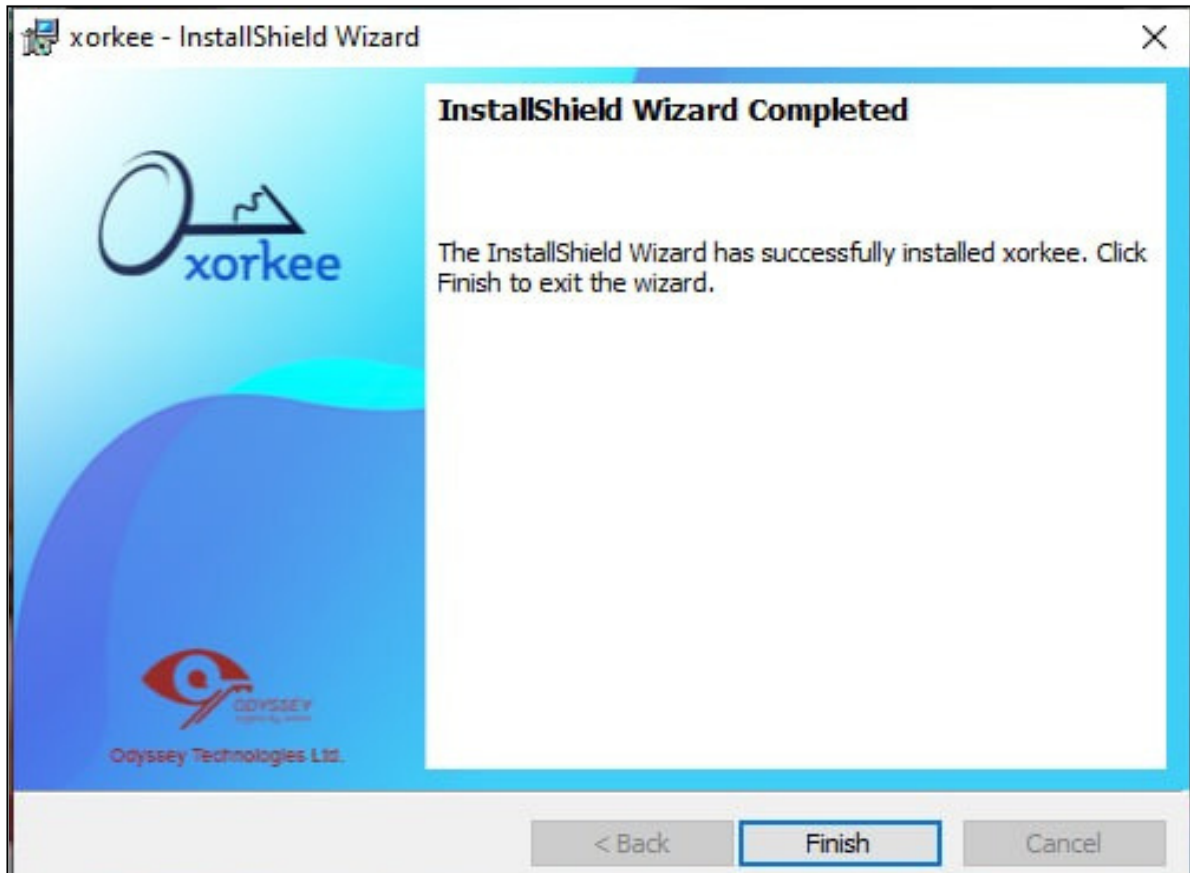 xorkee - InstallShield Wizard
InstallShield Wizard Completed
xorkee
The InstallShield Wizard has successfully installed xorkee. Click
Finish to exit the wizard.
ODYSSEY
Odyssey Technologies Ltd.
< Back
Finish
Cancel